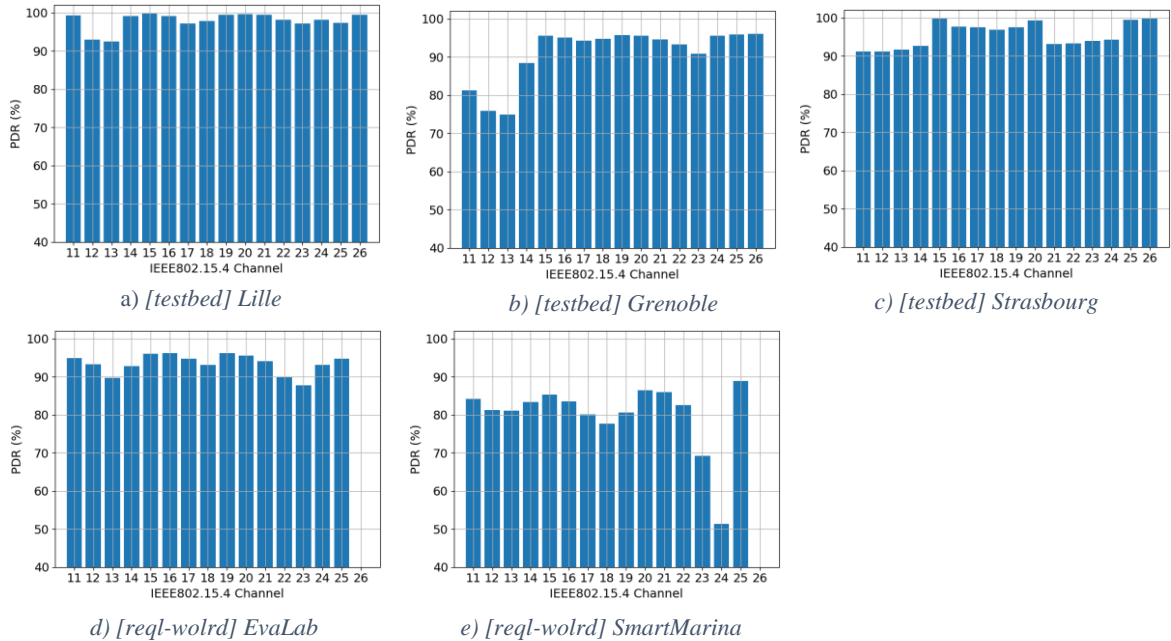 100
90
80
70
60
50
40
PDR (%)
11 12 13 14 15 16 17 18 19 20 21 22 23 24 25 26
IEEE802.15.4 Channel
a) [testbed] Lille
100
90
80
70
60
50
40
PDR (%)
11 12 13 14 15 16 17 18 19 20 21 22 23 24 25 26
IEEE802.15.4 Channel
b) [testbed] Grenoble
100
90
80
70
60
50
40
PDR (%)
11 12 13 14 15 16 17 18 19 20 21 22 23 24 25 26
IEEE802.15.4 Channel
c) [testbed] Strasbourg
100
90
80
70
60
50
40
PDR (%)
11 12 13 14 15 16 17 18 19 20 21 22 23 24 25 26
IEEE802.15.4 Channel
d) [reql-wolrd] EvaLab
100
90
80
70
60
50
40
PDR (%)
11 12 13 14 15 16 17 18 19 20 21 22 23 24 25 26
IEEE802.15.4 Channel
e) [reql-wolrd] SmartMarina